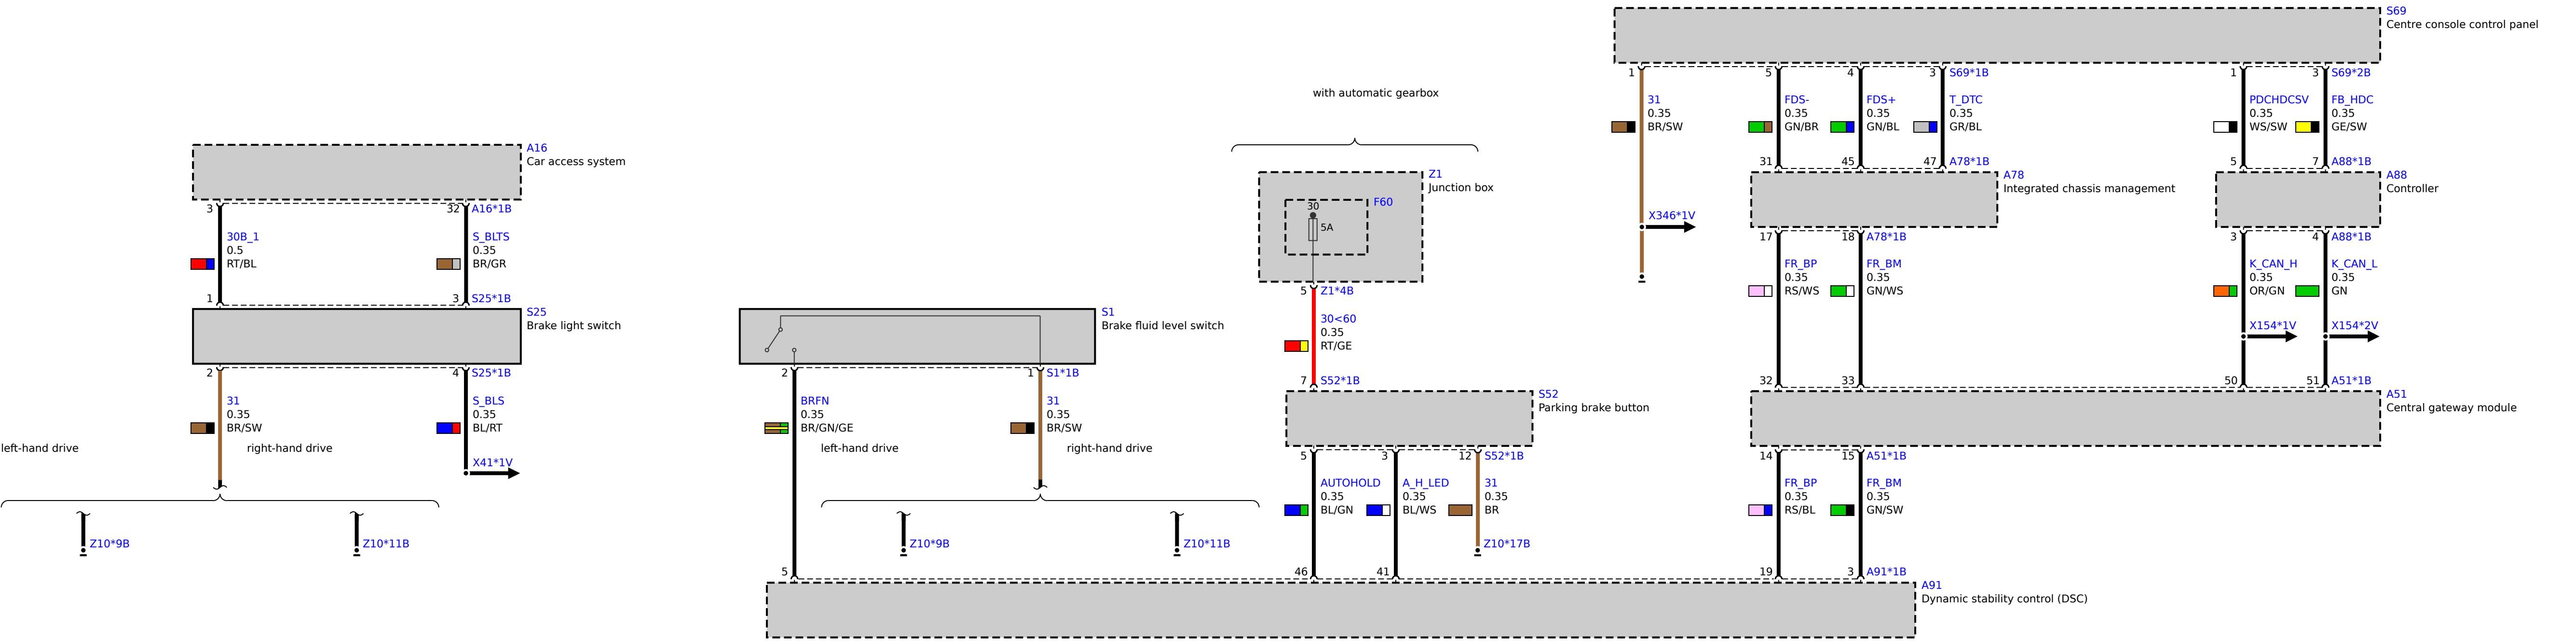 S69
Centre console control panel
1
5
4
3
S69*1B
1
3
S69*2B
31
0.35
BR/SW
FDS-
0.35
GN/BR
FDS+
0.35
GN/BL
T_DTC
0.35
GR/BL
PDCHDCSV
0.35
WS/SW
FB_HDC
0.35
GE/SW
31
45
47
A78*1B
5
7
A88*1B
A78
Integrated chassis management
A88
Controller
X346*1V
17
18
A78*1B
3
4
A88*1B
FR_BP
0.35
RS/WS
FR_BM
0.35
GN/WS
K_CAN_H
0.35
OR/GN
K_CAN_L
0.35
GN
X154*1V
X154*2V
32
33
50
51
A51*1B
A51
Central gateway module
14
15
A51*1B
FR_BP
0.35
RS/BL
FR_BM
0.35
GN/SW
19
3
A91*1B
with automatic gearbox
Z1
Junction box
F60
30
5A
5
Z1*4B
30<60
0.35
RT/GE
7
S52*1B
S52
Parking brake button
5
3
12
S52*1B
AUTOHOLD
0.35
BL/GN
A_H_LED
0.35
BL/WS
31
0.35
BR
Z10*17B
46
41
A16
Car access system
3
32
A16*1B
30B_1
0.5
RT/BL
S_BLTS
0.35
BR/GR
1
3
S25*1B
S25
Brake light switch
2
4
S25*1B
31
0.35
BR/SW
S_BLS
0.35
BL/RT
left-hand drive
right-hand drive
X41*1V
Z10*9B
Z10*11B
S1
Brake fluid level switch
2
1
S1*1B
BRFN
0.35
BR/GN/GE
31
0.35
BR/SW
left-hand drive
right-hand drive
Z10*9B
Z10*11B
5
A91
Dynamic stability control (DSC)